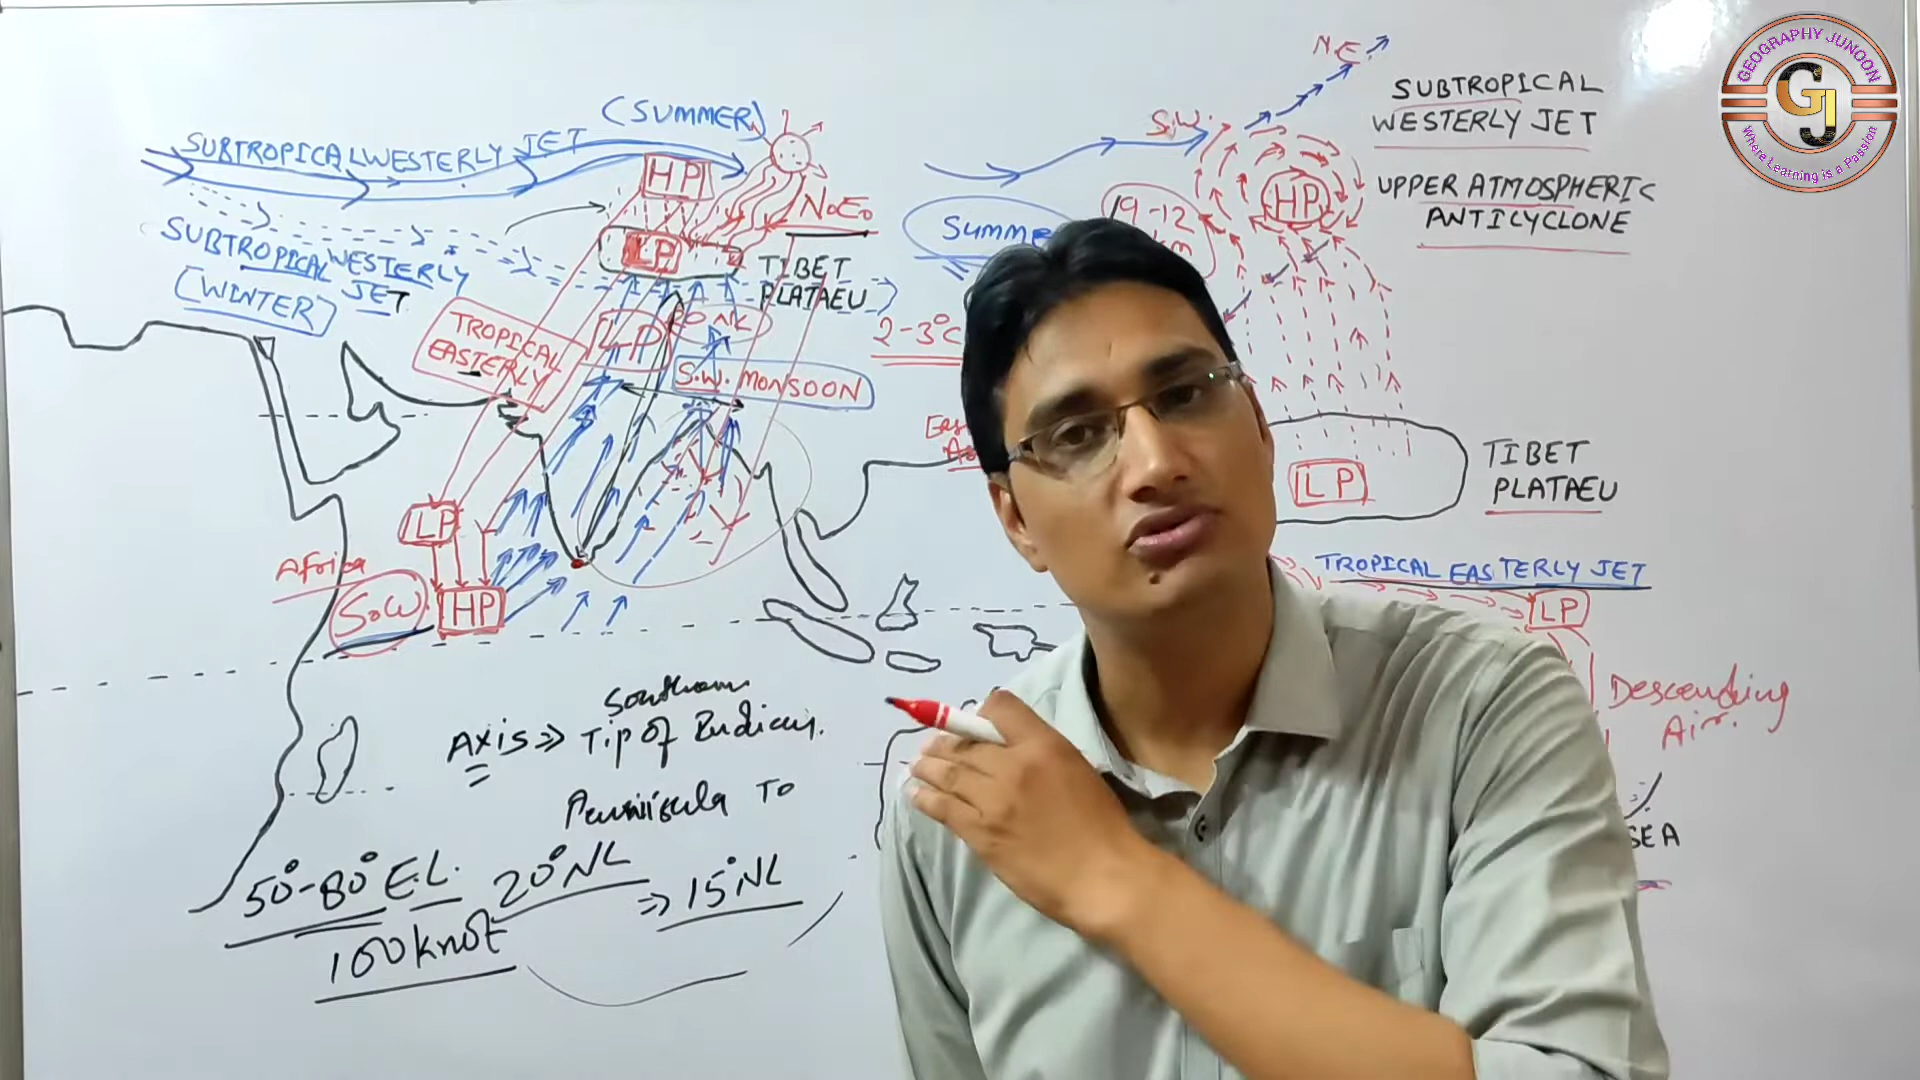 (SUMMER)
SUBTROPICAL WESTERLY JET
HP
N.E.
SUBTROPICAL WESTERLY
JET
(WINTER)
LP
TIBET
PLATAEU
TROPICAL
EASTERLY
LP
S.W. MONSOON
LP
Africa
S.W
HP
Axis ⇒ Southern
Tip of Indian
Peninsula To
50°-80° E.L. 20°NL ⇒ 15°NL
100 knot
N.E
S.W.
SUBTROPICAL
WESTERLY JET
HP
UPPER ATMOSPHERIC
ANTICYCLONE
9-12
Summe
2-3°C
LP
TIBET
PLATAEU
TROPICAL EASTERLY JET
LP
Descending
Air.
SEA
GEOGRAPHY JUNOON
GJ
Where Learning is a Passion